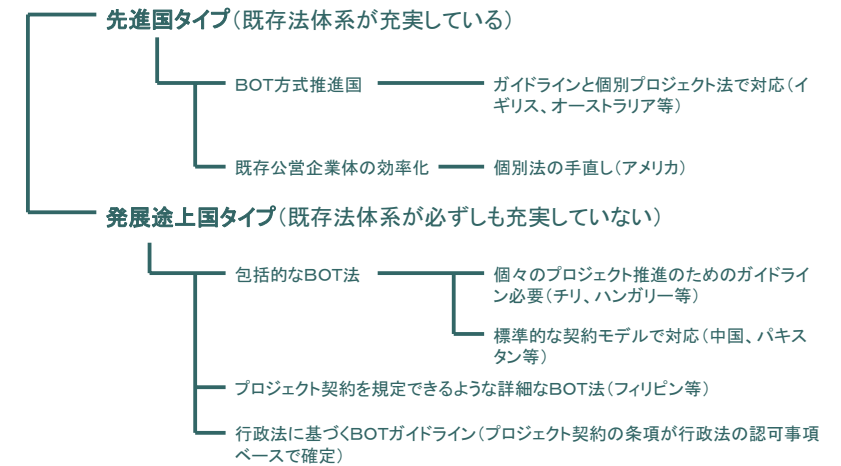 先進国タイプ（既存法体系が充実している）
BOT方式推進国
ガイドラインと個別プロジェクト法で対応（イ
ギリス、オーストラリア等）
既存公営企業体の効率化
個別法の手直し（アメリカ）
発展途上国タイプ（既存法体系が必ずしも充実していない）
包括的なBOT法
個々のプロジェクト推進のためのガイドライ
ン必要（チリ、ハンガリー等）
標準的な契約モデルで対応（中国、パキス
タン等）
プロジェクト契約を規定できるような詳細なBOT法（フィリピン等）
行政法に基づくBOTガイドライン（プロジェクト契約の条項が行政法の認可事項
ベースで確定）